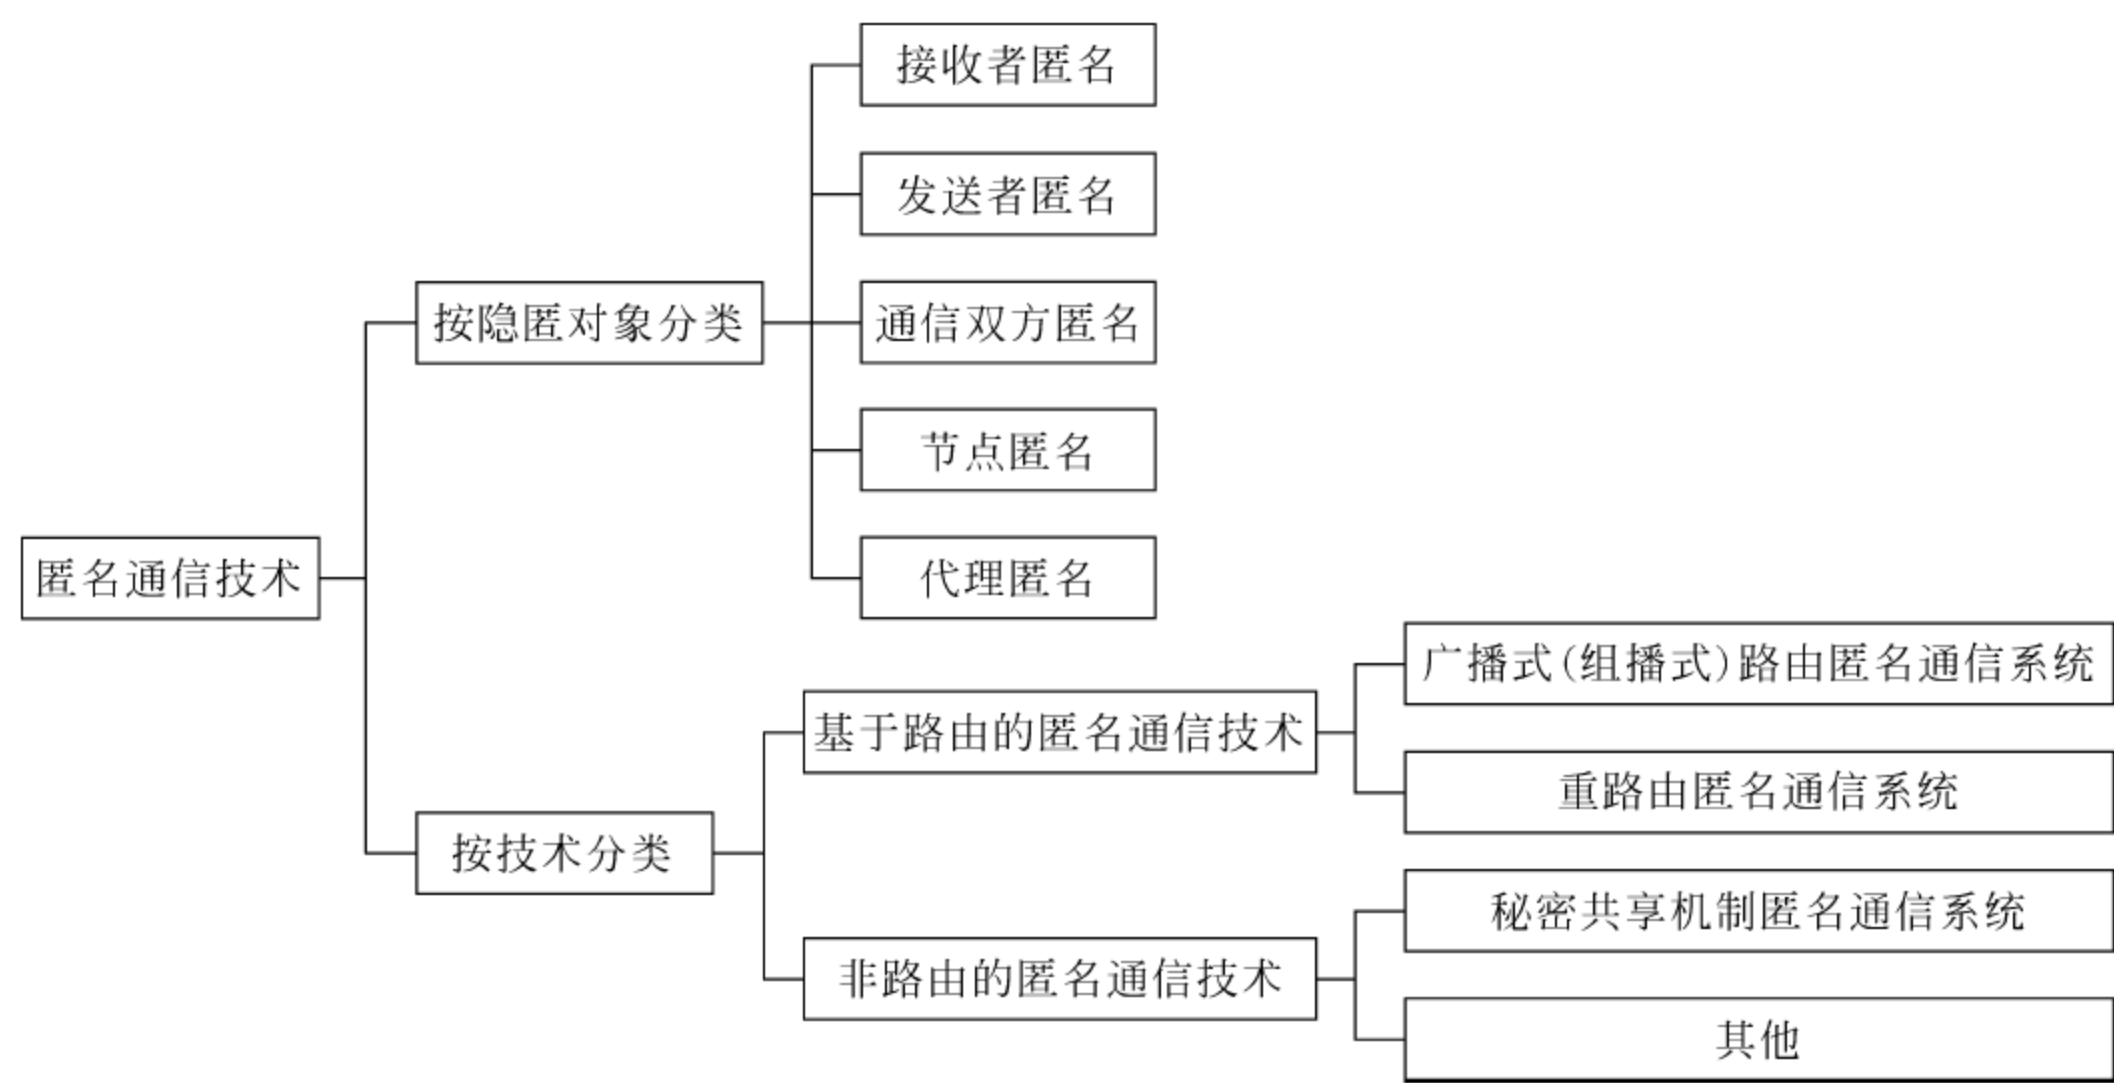 接收者匿名
发送者匿名
按隐匿对象分类
通信双方匿名
节点匿名
匿名通信技术
代理匿名
广播式(组播式)路由匿名通信系统
基于路由的匿名通信技术
重路由匿名通信系统
按技术分类
秘密共享机制匿名通信系统
非路由的匿名通信技术
其他